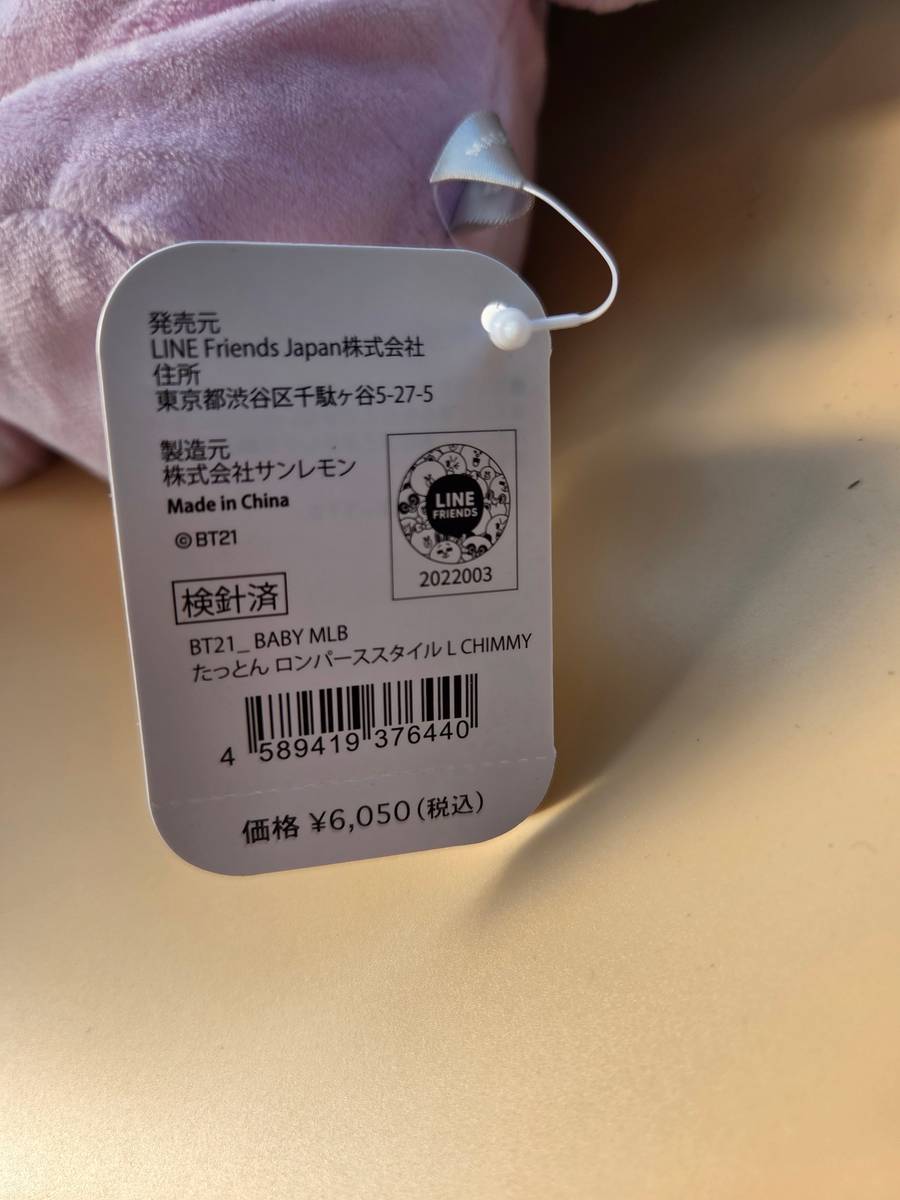 発売元
LINE Friends Japan株式会社
住所
東京都渋谷区千駄ヶ谷5-27-5
製造元
株式会社サンレモン
Made in China
©BT21
LINE
FRIENDS
2022003
検針済
BT21_ BABY MLB
たっとん ロンパーススタイル L CHIMMY
4 589419 376440
価格 ¥6,050(税込)